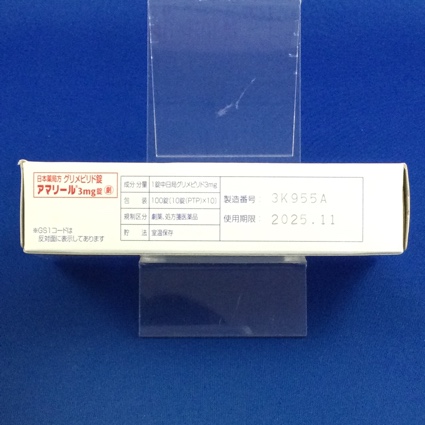 日本薬局方 グリメピリド錠
アマリール® 3mg錠 劇
※GS1コードは
反対面に表示してあります
成分・分量 1錠中日局グリメピリド3mg
包 装 100錠(10錠(PTP)×10)
規制区分 劇薬、処方箋医薬品
貯 法 室温保存
製造番号 3K955A
使用期限: 2025.11